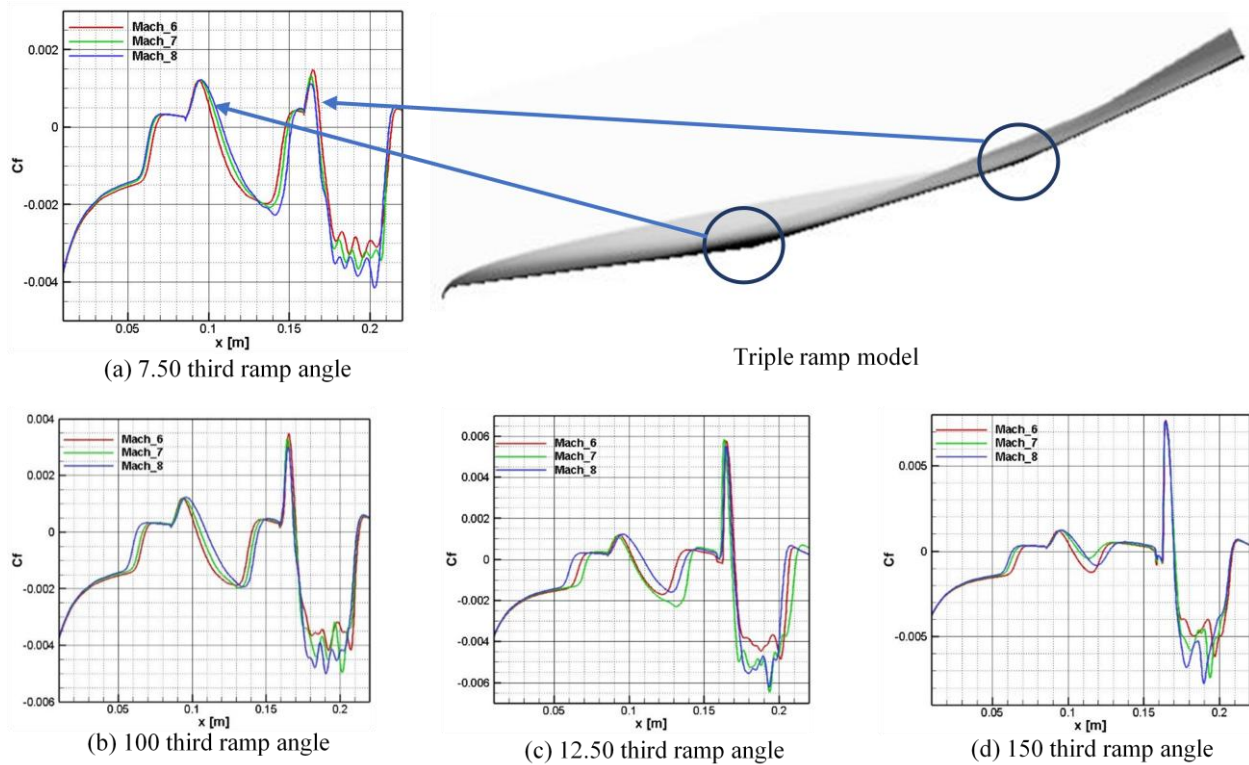 Mach_6
Mach_7
Mach_8
0.002
0
-0.002
-0.004
Cf
0.05
0.1
0.15
0.2
x [m]
(a) 7.50 third ramp angle
Triple ramp model
0.004
Mach_6
Mach_7
Mach_8
0.002
0
-0.002
-0.004
-0.006
Cf
0.05
0.1
0.15
0.2
x [m]
(b) 100 third ramp angle
0.006
Mach_6
Mach_7
Mach_8
0.004
0.002
0
-0.002
-0.004
-0.006
Cf
0.05
0.1
0.15
0.2
x [m]
(c) 12.50 third ramp angle
Mach_6
Mach_7
Mach_8
0.005
0
-0.005
Cf
0.05
0.1
0.15
0.2
x [m]
(d) 150 third ramp angle